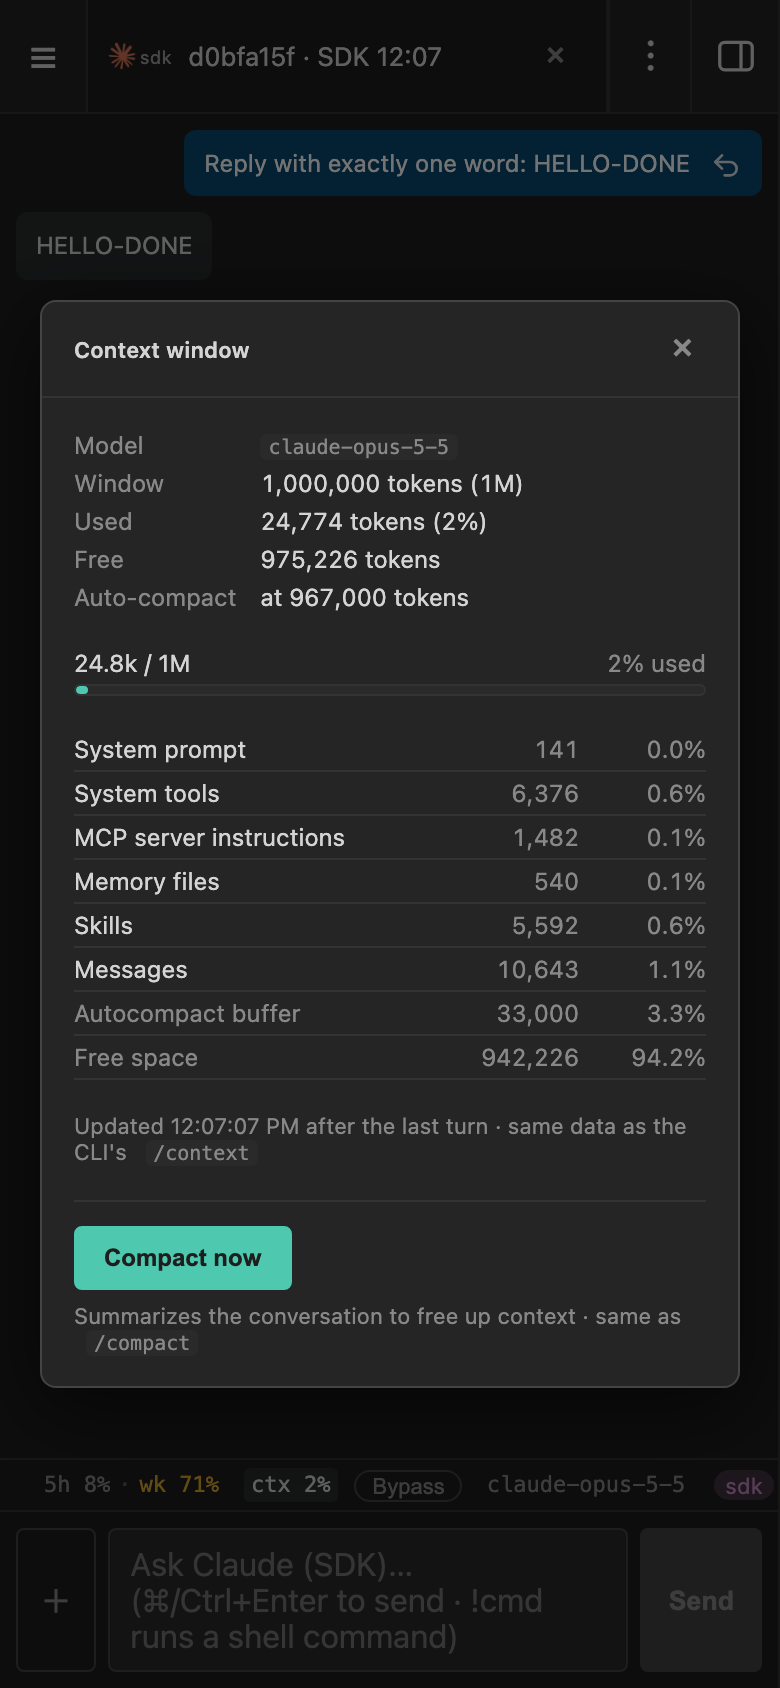 sdk d0bfa15f · SDK 12:07 ×
Reply with exactly one word: HELLO-DONE
HELLO-DONE
Context window ×
Model claude-opus-5-5
Window 1,000,000 tokens (1M)
Used 24,774 tokens (2%)
Free 975,226 tokens
Auto-compact at 967,000 tokens
24.8k / 1M 2% used
System prompt 141 0.0%
System tools 6,376 0.6%
MCP server instructions 1,482 0.1%
Memory files 540 0.1%
Skills 5,592 0.6%
Messages 10,643 1.1%
Autocompact buffer 33,000 3.3%
Free space 942,226 94.2%
Updated 12:07:07 PM after the last turn · same data as the
CLI's /context
Compact now
Summarizes the conversation to free up context · same as
/compact
5h 8% · wk 71% ctx 2% Bypass claude-opus-5-5 sdk
Ask Claude (SDK)...
(⌘/Ctrl+Enter to send · !cmd
runs a shell command)
+ Send